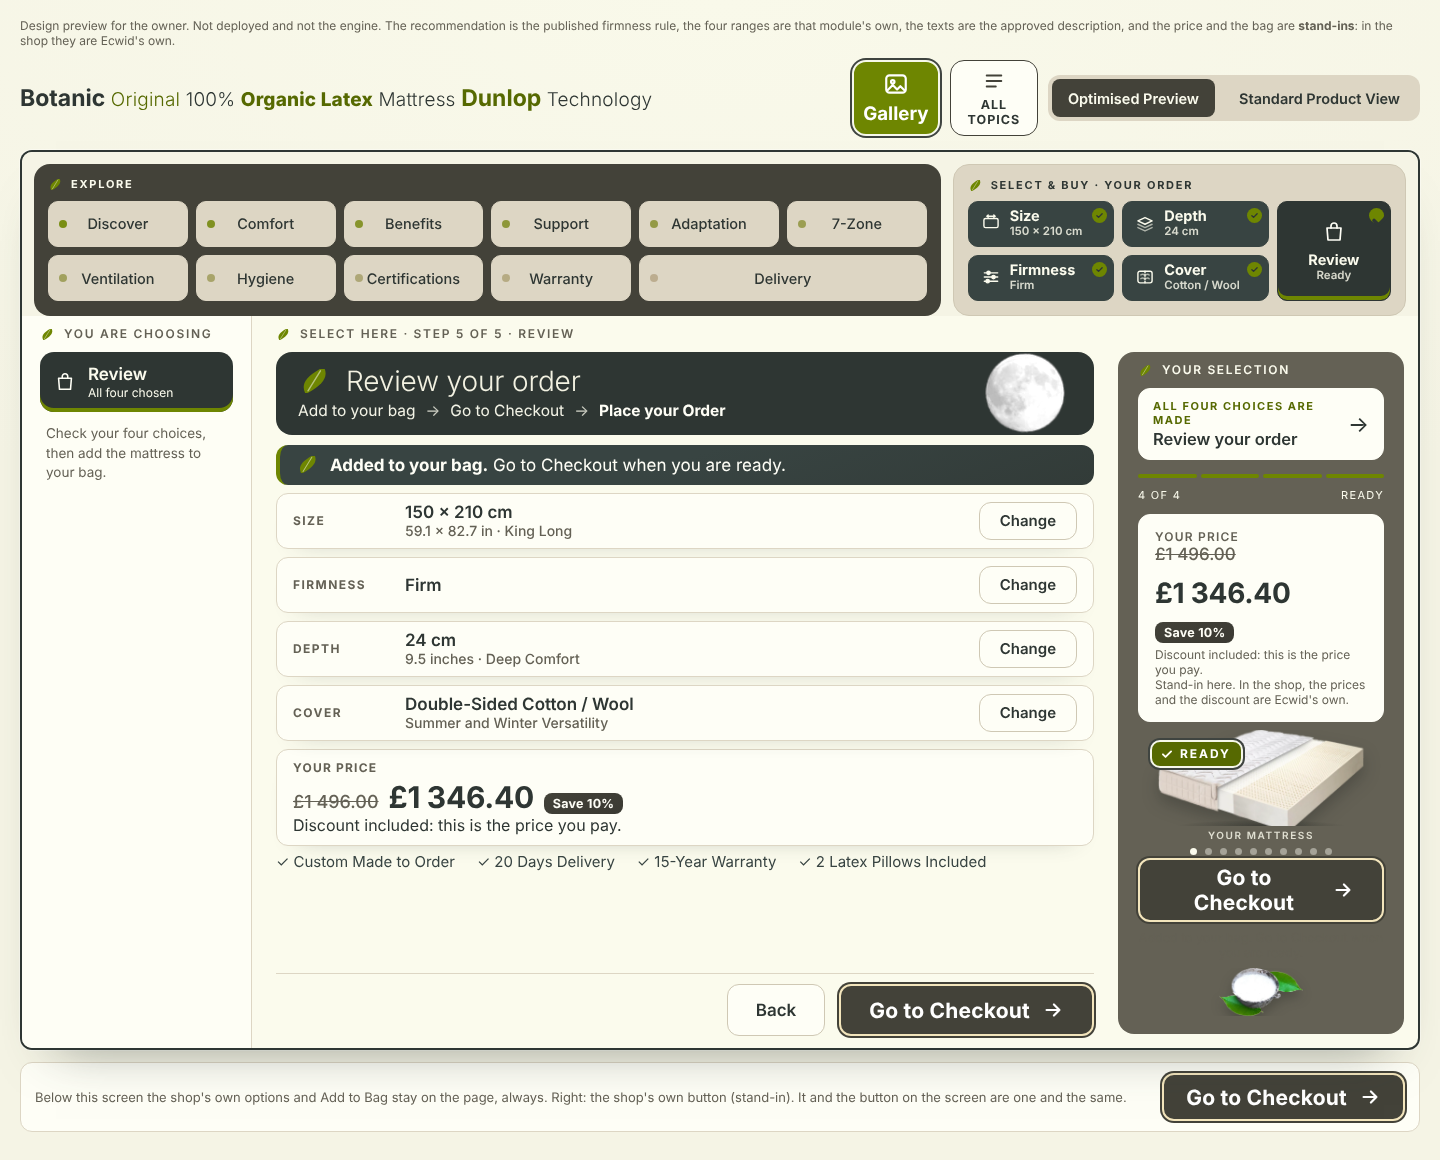 Design preview for the owner. Not deployed and not the engine. The recommendation is the published firmness rule, the four ranges are that module's own, the texts are the approved description, and the price and the bag are stand-ins: in the
shop they are Ecwid's own.
Botanic Original 100% Organic Latex Mattress Dunlop Technology
Gallery
ALL
TOPICS
Optimised Preview
Standard Product View
EXPLORE
Discover
Comfort
Benefits
Support
Adaptation
7-Zone
Ventilation
Hygiene
Certifications
Warranty
Delivery
SELECT & BUY · YOUR ORDER
Size
150 × 210 cm
Depth
24 cm
Firmness
Firm
Cover
Cotton / Wool
Review
Ready
YOU ARE CHOOSING
Review
All four chosen
Check your four choices,
then add the mattress to
your bag.
SELECT HERE · STEP 5 OF 5 · REVIEW
Review your order
Add to your bag → Go to Checkout → Place your Order
Added to your bag. Go to Checkout when you are ready.
SIZE
150 × 210 cm
59.1 × 82.7 in · King Long
Change
FIRMNESS
Firm
Change
DEPTH
24 cm
9.5 inches · Deep Comfort
Change
COVER
Double-Sided Cotton / Wool
Summer and Winter Versatility
Change
YOUR PRICE
£1 496.00 £1 346.40 Save 10%
Discount included: this is the price you pay.
✓ Custom Made to Order ✓ 20 Days Delivery ✓ 15-Year Warranty ✓ 2 Latex Pillows Included
Back
Go to Checkout →
YOUR SELECTION
ALL FOUR CHOICES ARE
MADE
Review your order →
4 OF 4 READY
YOUR PRICE
£1 496.00
£1 346.40
Save 10%
Discount included: this is the price
you pay.
Stand-in here. In the shop, the prices
and the discount are Ecwid's own.
✓ READY
YOUR MATTRESS
Go to
Checkout →
Below this screen the shop's own options and Add to Bag stay on the page, always. Right: the shop's own button (stand-in). It and the button on the screen are one and the same.
Go to Checkout →